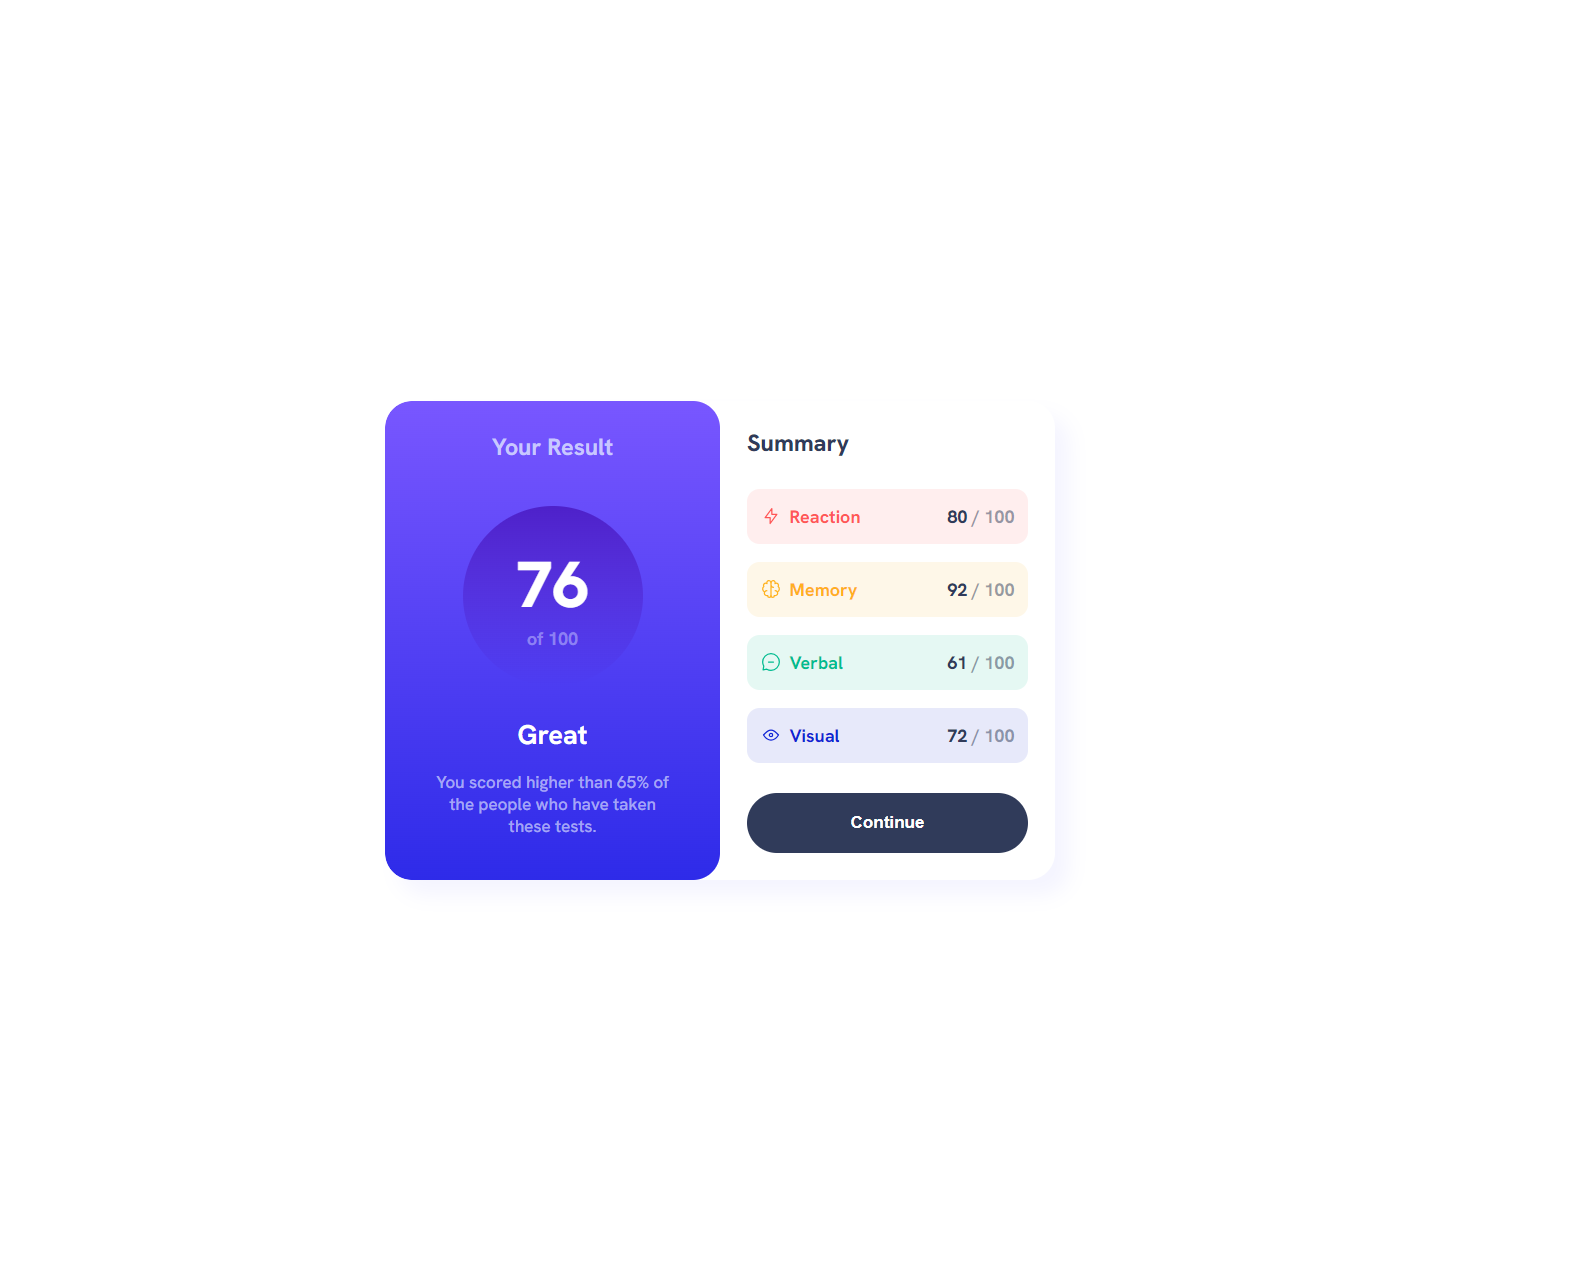 Your Result
76
of 100
Great
You scored higher than 65% of
the people who have taken
these tests.
Summary
Reaction 80 / 100
Memory 92 / 100
Verbal 61 / 100
Visual 72 / 100
Continue